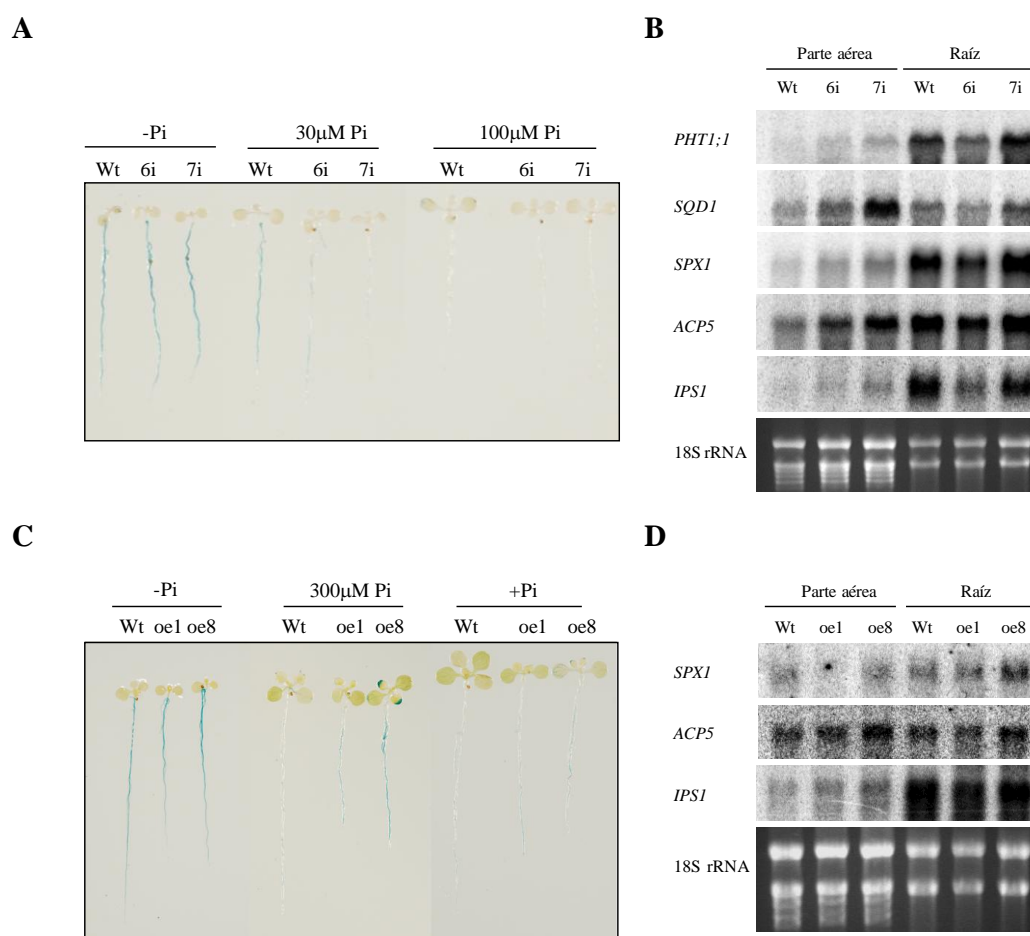 A
-Pi 30μM Pi 100μM Pi
Wt 6i 7i Wt 6i 7i Wt 6i 7i
B
Parte aérea Raíz
Wt 6i 7i Wt 6i 7i
PHT1;1
SQD1
SPX1
ACP5
IPS1
18S rRNA
C
-Pi 300μM Pi +Pi
Wt oe1 oe8 Wt oe1 oe8 Wt oe1 oe8
D
Parte aérea Raíz
Wt oe1 oe8 Wt oe1 oe8
SPX1
ACP5
IPS1
18S rRNA